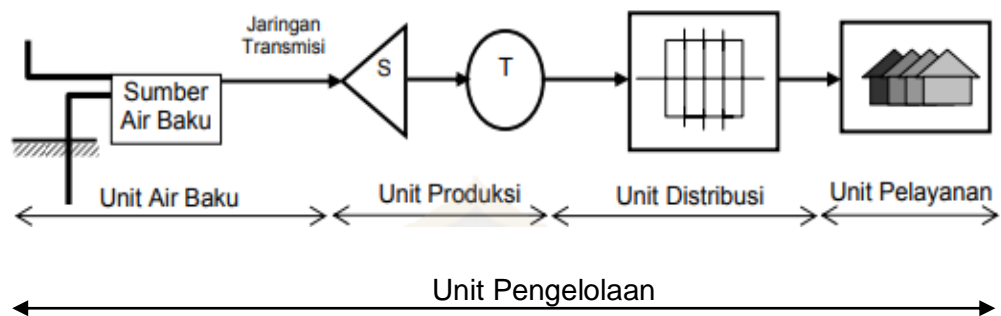 Jaringan
Transmisi
Sumber
Air Baku
S
T
Unit Air Baku
Unit Produksi
Unit Distribusi
Unit Pelayanan
Unit Pengelolaan